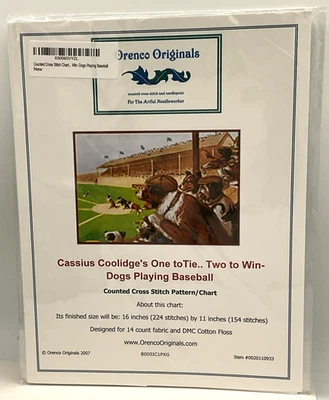 X000W0VYZL
Counted Cross Stitch Chart... Win- Dogs Playing Baseball
Orenco Originals
counted cross stitch and needlepoint
For The Artful Needleworker
Cassius Coolidge's One toTie.. Two to Win-
Dogs Playing Baseball
Counted Cross Stitch Pattern/Chart
About this chart:
Its finished size will be: 16 inches (224 stitches) by 11 inches (154 stitches)
Designed for 14 count fabric and DMC Cotton Floss
www.OrencoOriginals.com
© Orenco Originals 2007
Item #0020110933
B005IC1PXG